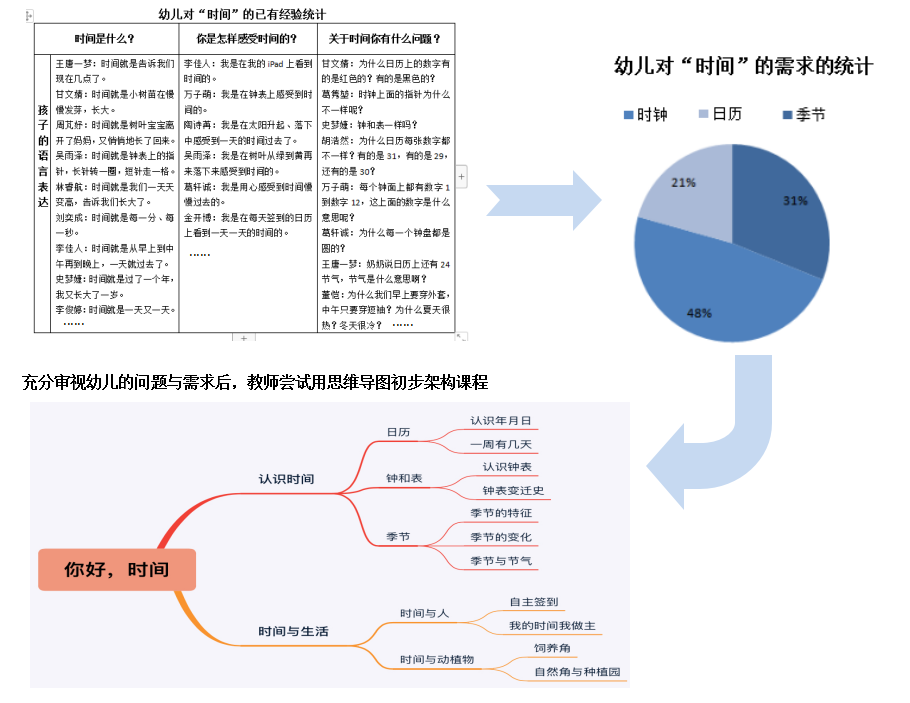 幼儿对“时间”的已有经验统计
时间是什么？
你是怎样感受时间的？
关于时间你有什么问题？
孩子的语言表达
王唐一梦：时间就是告诉我们
现在几点了。
甘文倩：时间就是小树苗在慢
慢发芽，长大。
周芃妤：时间就是树叶宝宝离
开了妈妈，又悄悄地长了回来。
吴雨泽：时间就是钟表上的指
针，长针转一圈，短针走一格。
林睿航：时间就是我们一天天
变高，告诉我们长大了。
刘奕成：时间就是每一分、每
一秒。
李佳人：时间就是从早上到中
午再到晚上，一天就过去了。
史梦婕：时间就是过了一个年，
我又长大了一岁。
李俊够：时间就是一天又一天。
……
李佳人：我是在我的 iPad 上看到
时间的。
万子萌：我是在钟表上感受到时
间的。
陶诗苒：我是在太阳升起、落下
中感受到一天的时间过去了。
吴雨泽：我是在树叶从绿到黄再
来落下来感受到时间的。
葛轩诚：我是用心感受到时间慢
慢过去的。
金开博：我是在每天签到的日历
上看到一天一天的时间的。
……
甘文倩：为什么日历上的数字有
的是红色的？有的是黑色的？
葛隽堃：时钟上面的指针为什么
不一样呢？
史梦婕：钟和表一样吗？
胡浩然：为什么日历每张数字都
不一样？有的是 31，有的是 29，
还有的是 30？
万子萌：每个钟面上都有数字 1
到数字 12，这上面的数字是什么
意思呢？
葛轩诚：为什么每一个钟盘都是
圆的？
王唐一梦：奶奶说日历上还有 24
节气，节气是什么意思啊？
董恺：为什么我们早上要穿外套，
中午只要穿短袖？为什么夏天很
热？冬天很冷？ ……
幼儿对“时间”的需求的统计
时钟 日历 季节
21%
31%
48%
充分审视幼儿的问题与需求后，教师尝试用思维导图初步架构课程
你好，时间
认识时间
日历
认识年月日
一周有几天
钟和表
认识钟表
钟表变迁史
季节
季节的特征
季节的变化
季节与节气
时间与生活
时间与人
自主签到
我的时间我做主
时间与动植物
饲养角
自然角与种植园